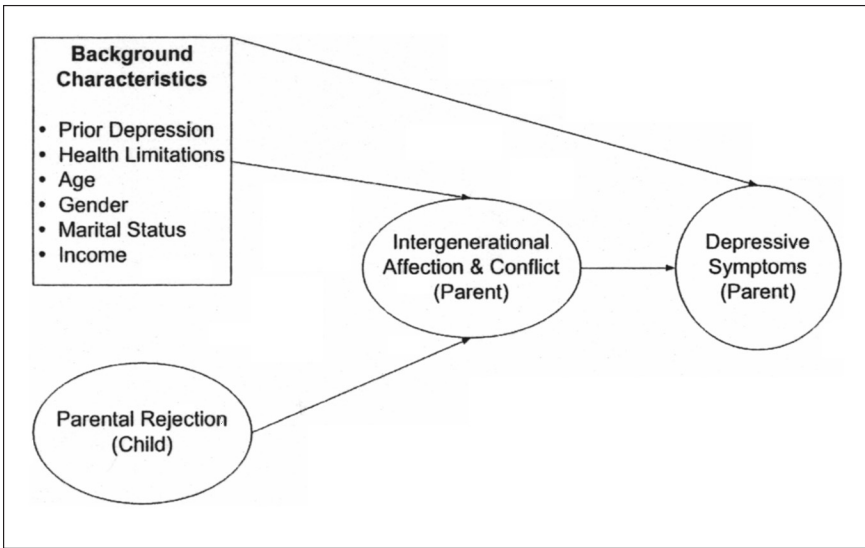 Background
Characteristics
• Prior Depression
• Health Limitations
• Age
• Gender
• Marital Status
• Income
Intergenerational
Affection & Conflict
(Parent)
Depressive
Symptoms
(Parent)
Parental Rejection
(Child)